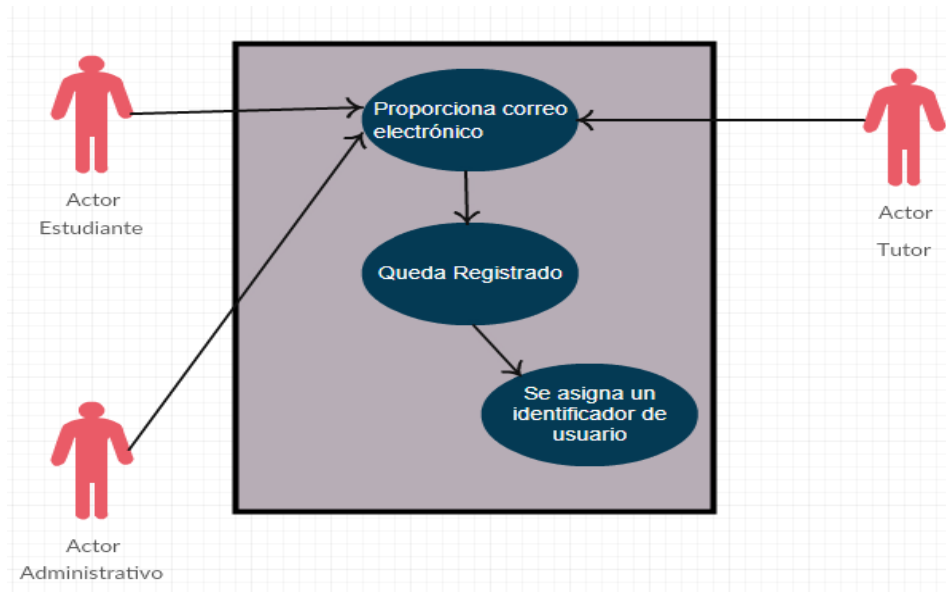 Proporciona correo
electrónico
Actor
Estudiante
Actor
Tutor
Queda Registrado
Se asigna un
identificador de
usuario
Actor
Administrativo